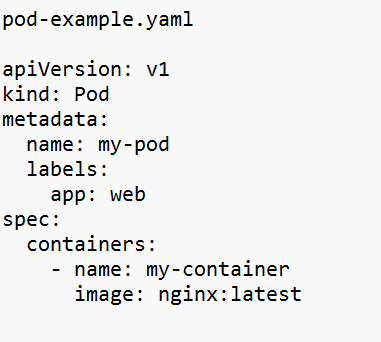 pod-example.yaml

apiVersion: v1
kind: Pod
metadata:
  name: my-pod
  labels:
    app: web
spec:
  containers:
    - name: my-container
      image: nginx:latest